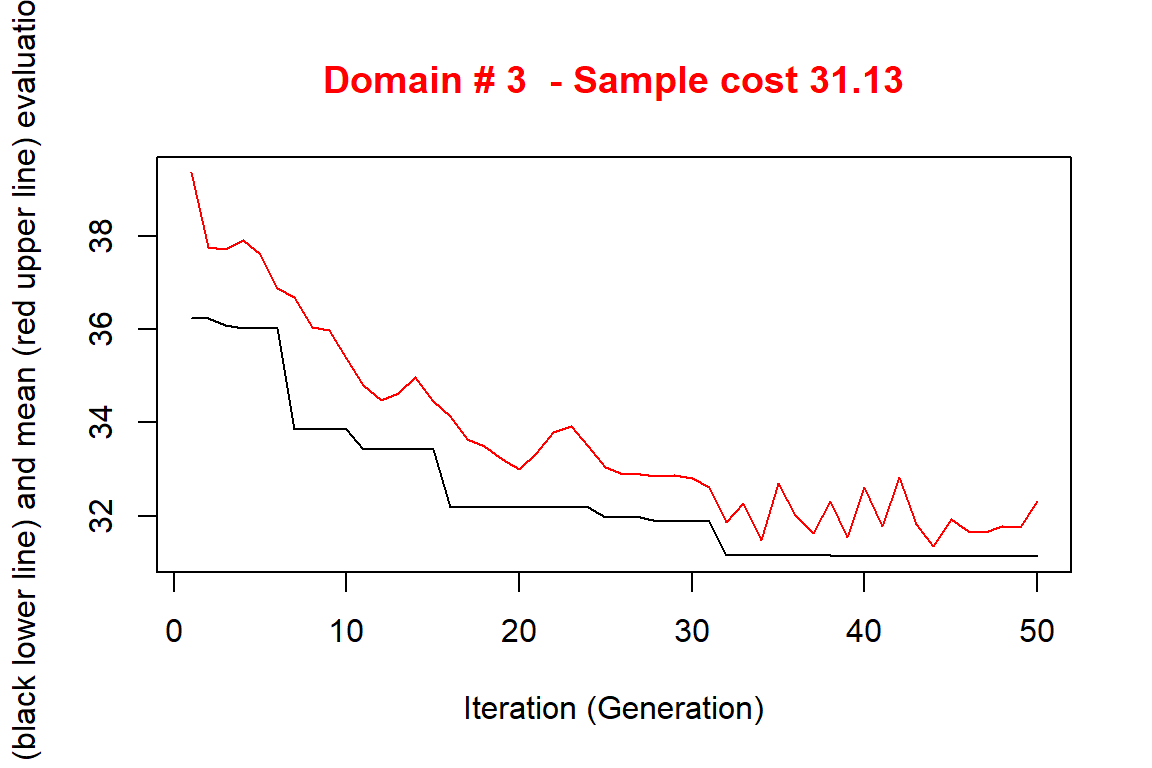 Domain # 3  - Sample cost 31.13
(black lower line) and mean (red upper line) evaluatio
38
36
34
32
0 10 20 30 40 50
Iteration (Generation)